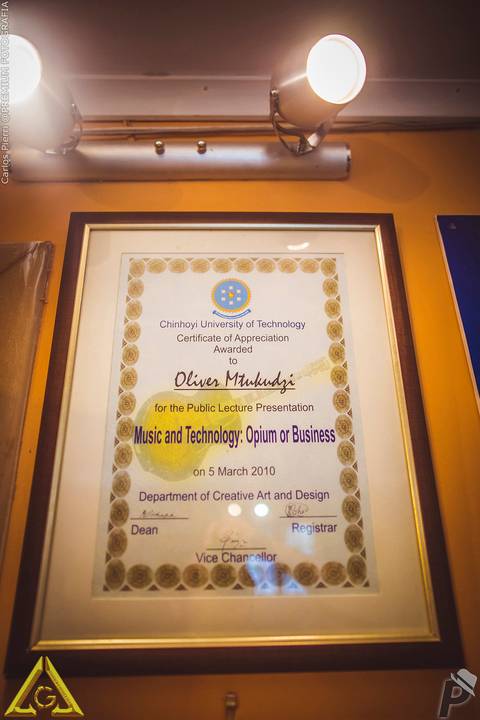 Carlos Pierri ©PREMIUM FOTOGRAFIA
Chinhoyi University of Technology
Certificate of Appreciation
Awarded
to
Oliver Mtukudzi
for the Public Lecture Presentation
Music and Technology: Opium or Business
on 5 March 2010
Department of Creative Art and Design
Dean
Registrar
Vice Chancellor
G
P